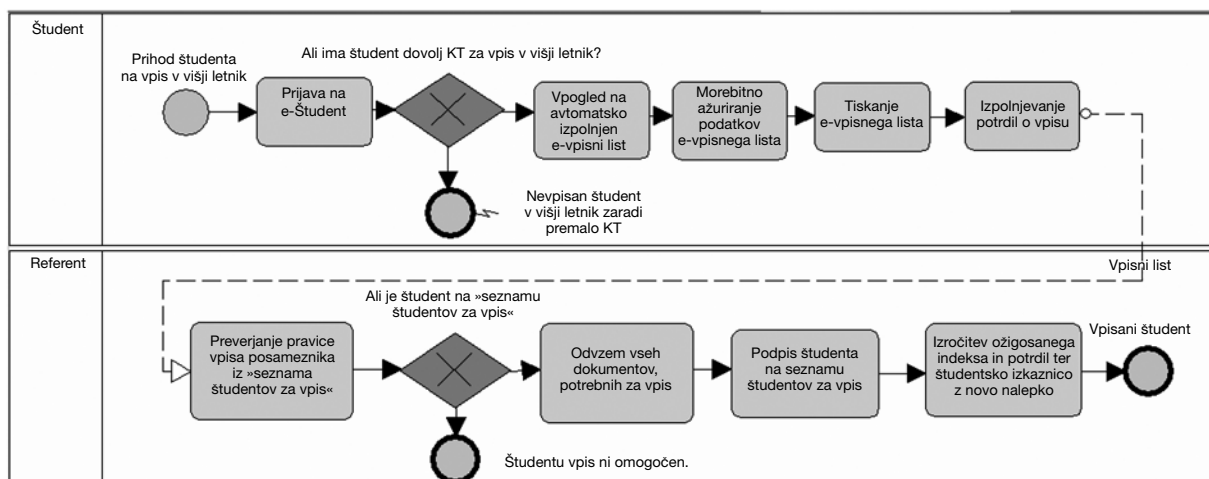 Študent
Prihod študenta
na vpis v višji letnik
Ali ima študent dovolj KT za vpis v višji letnik?
Prijava na
e-Študent
Vpogled na
avtomatsko
izpolnjen
e-vpisni list
Morebitno
ažuriranje
podatkov
e-vpisnega lista
Tiskanje
e-vpisnega lista
Izpolnjevanje
potrdil o vpisu
Nevpisan študent
v višji letnik zaradi
premalo KT
Referent
Vpisni list
Ali je študent na »seznamu
študentov za vpis«
Preverjanje pravice
vpisa posameznika
iz »seznama
študentov za vpis«
Odvzem vseh
dokumentov,
potrebnih za vpis
Podpis študenta
na seznamu
študentov za vpis
Izročitev ožigosanega
indeksa in potrdil ter
študentsko izkaznico
z novo nalepko
Vpisani študent
Študentu vpis ni omogočen.